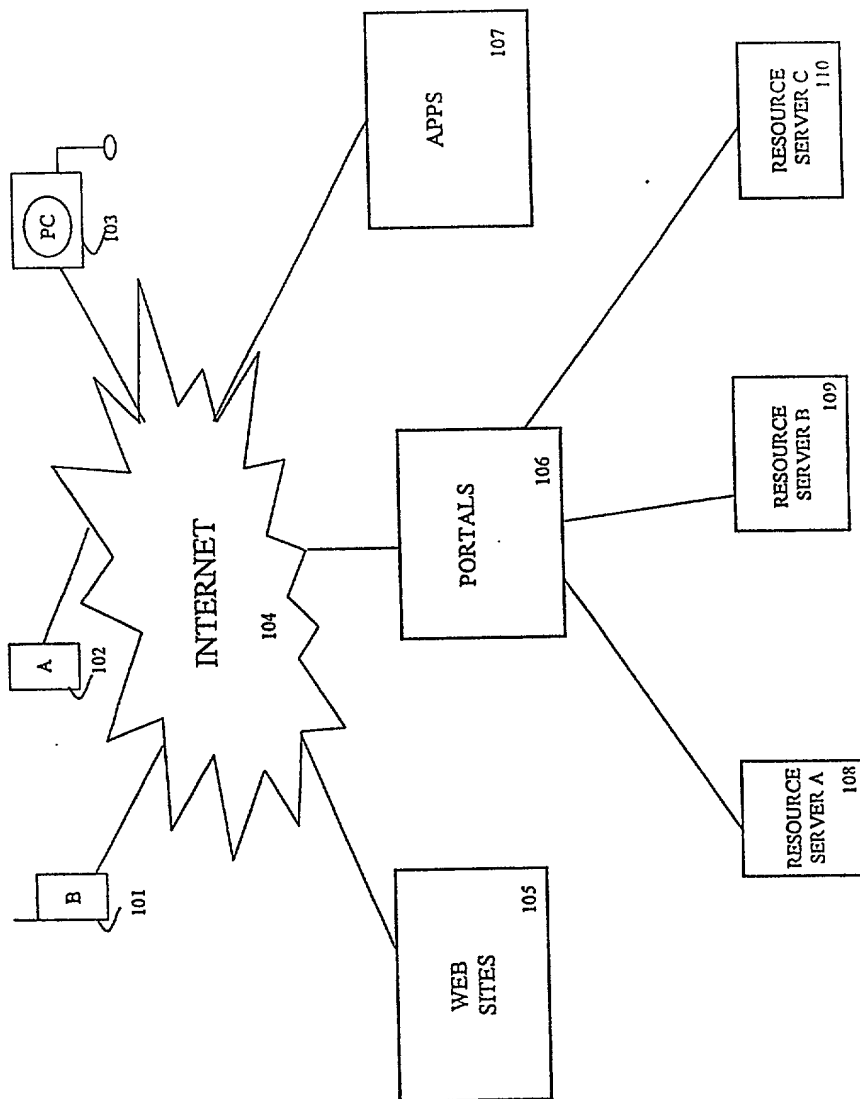 B
101
A
102
PC
103
INTERNET
104
WEB
SITES
105
PORTALS
106
APPS
107
RESOURCE
SERVER A
108
RESOURCE
SERVER B
109
RESOURCE
SERVER C
110